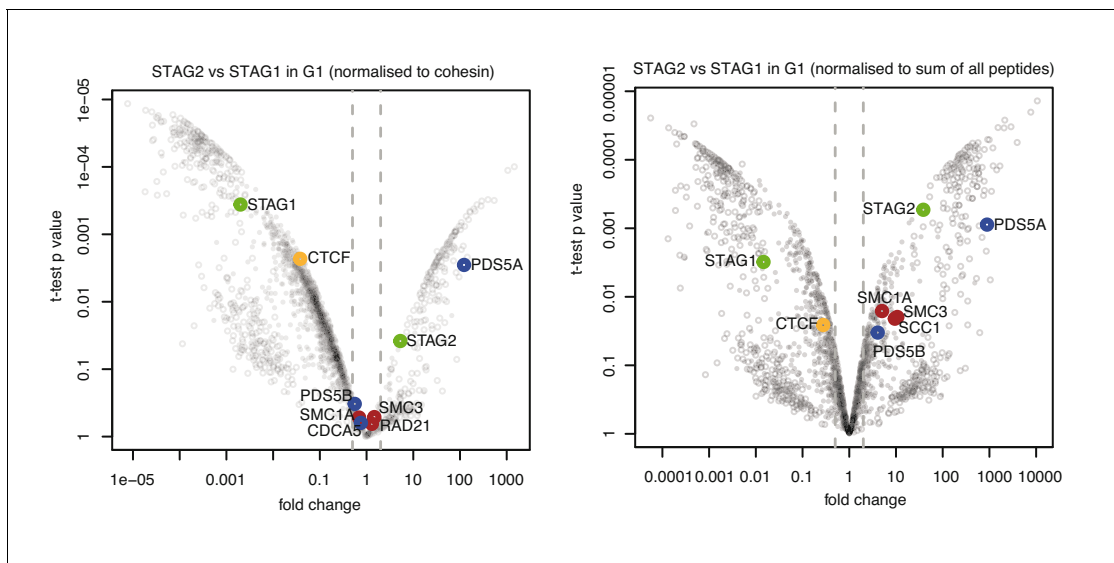 STAG2 vs STAG1 in G1 (normalised to cohesin)
t-test p value
1e-05
1e-04
0.001
0.01
0.1
1
STAG1
CTCF
PDS5A
STAG2
PDS5B
SMC1A
SMC3
CDCA5
RAD21
1e-05
0.001
0.1
1
10
100
1000
fold change
STAG2 vs STAG1 in G1 (normalised to sum of all peptides)
t-test p value
0.00001
0.0001
0.001
0.01
0.1
1
STAG2
PDS5A
STAG1
SMC1A
CTCF
SMC3
SCC1
PDS5B
0.0001
0.001
0.01
0.1
1
10
100
1000
10000
fold change